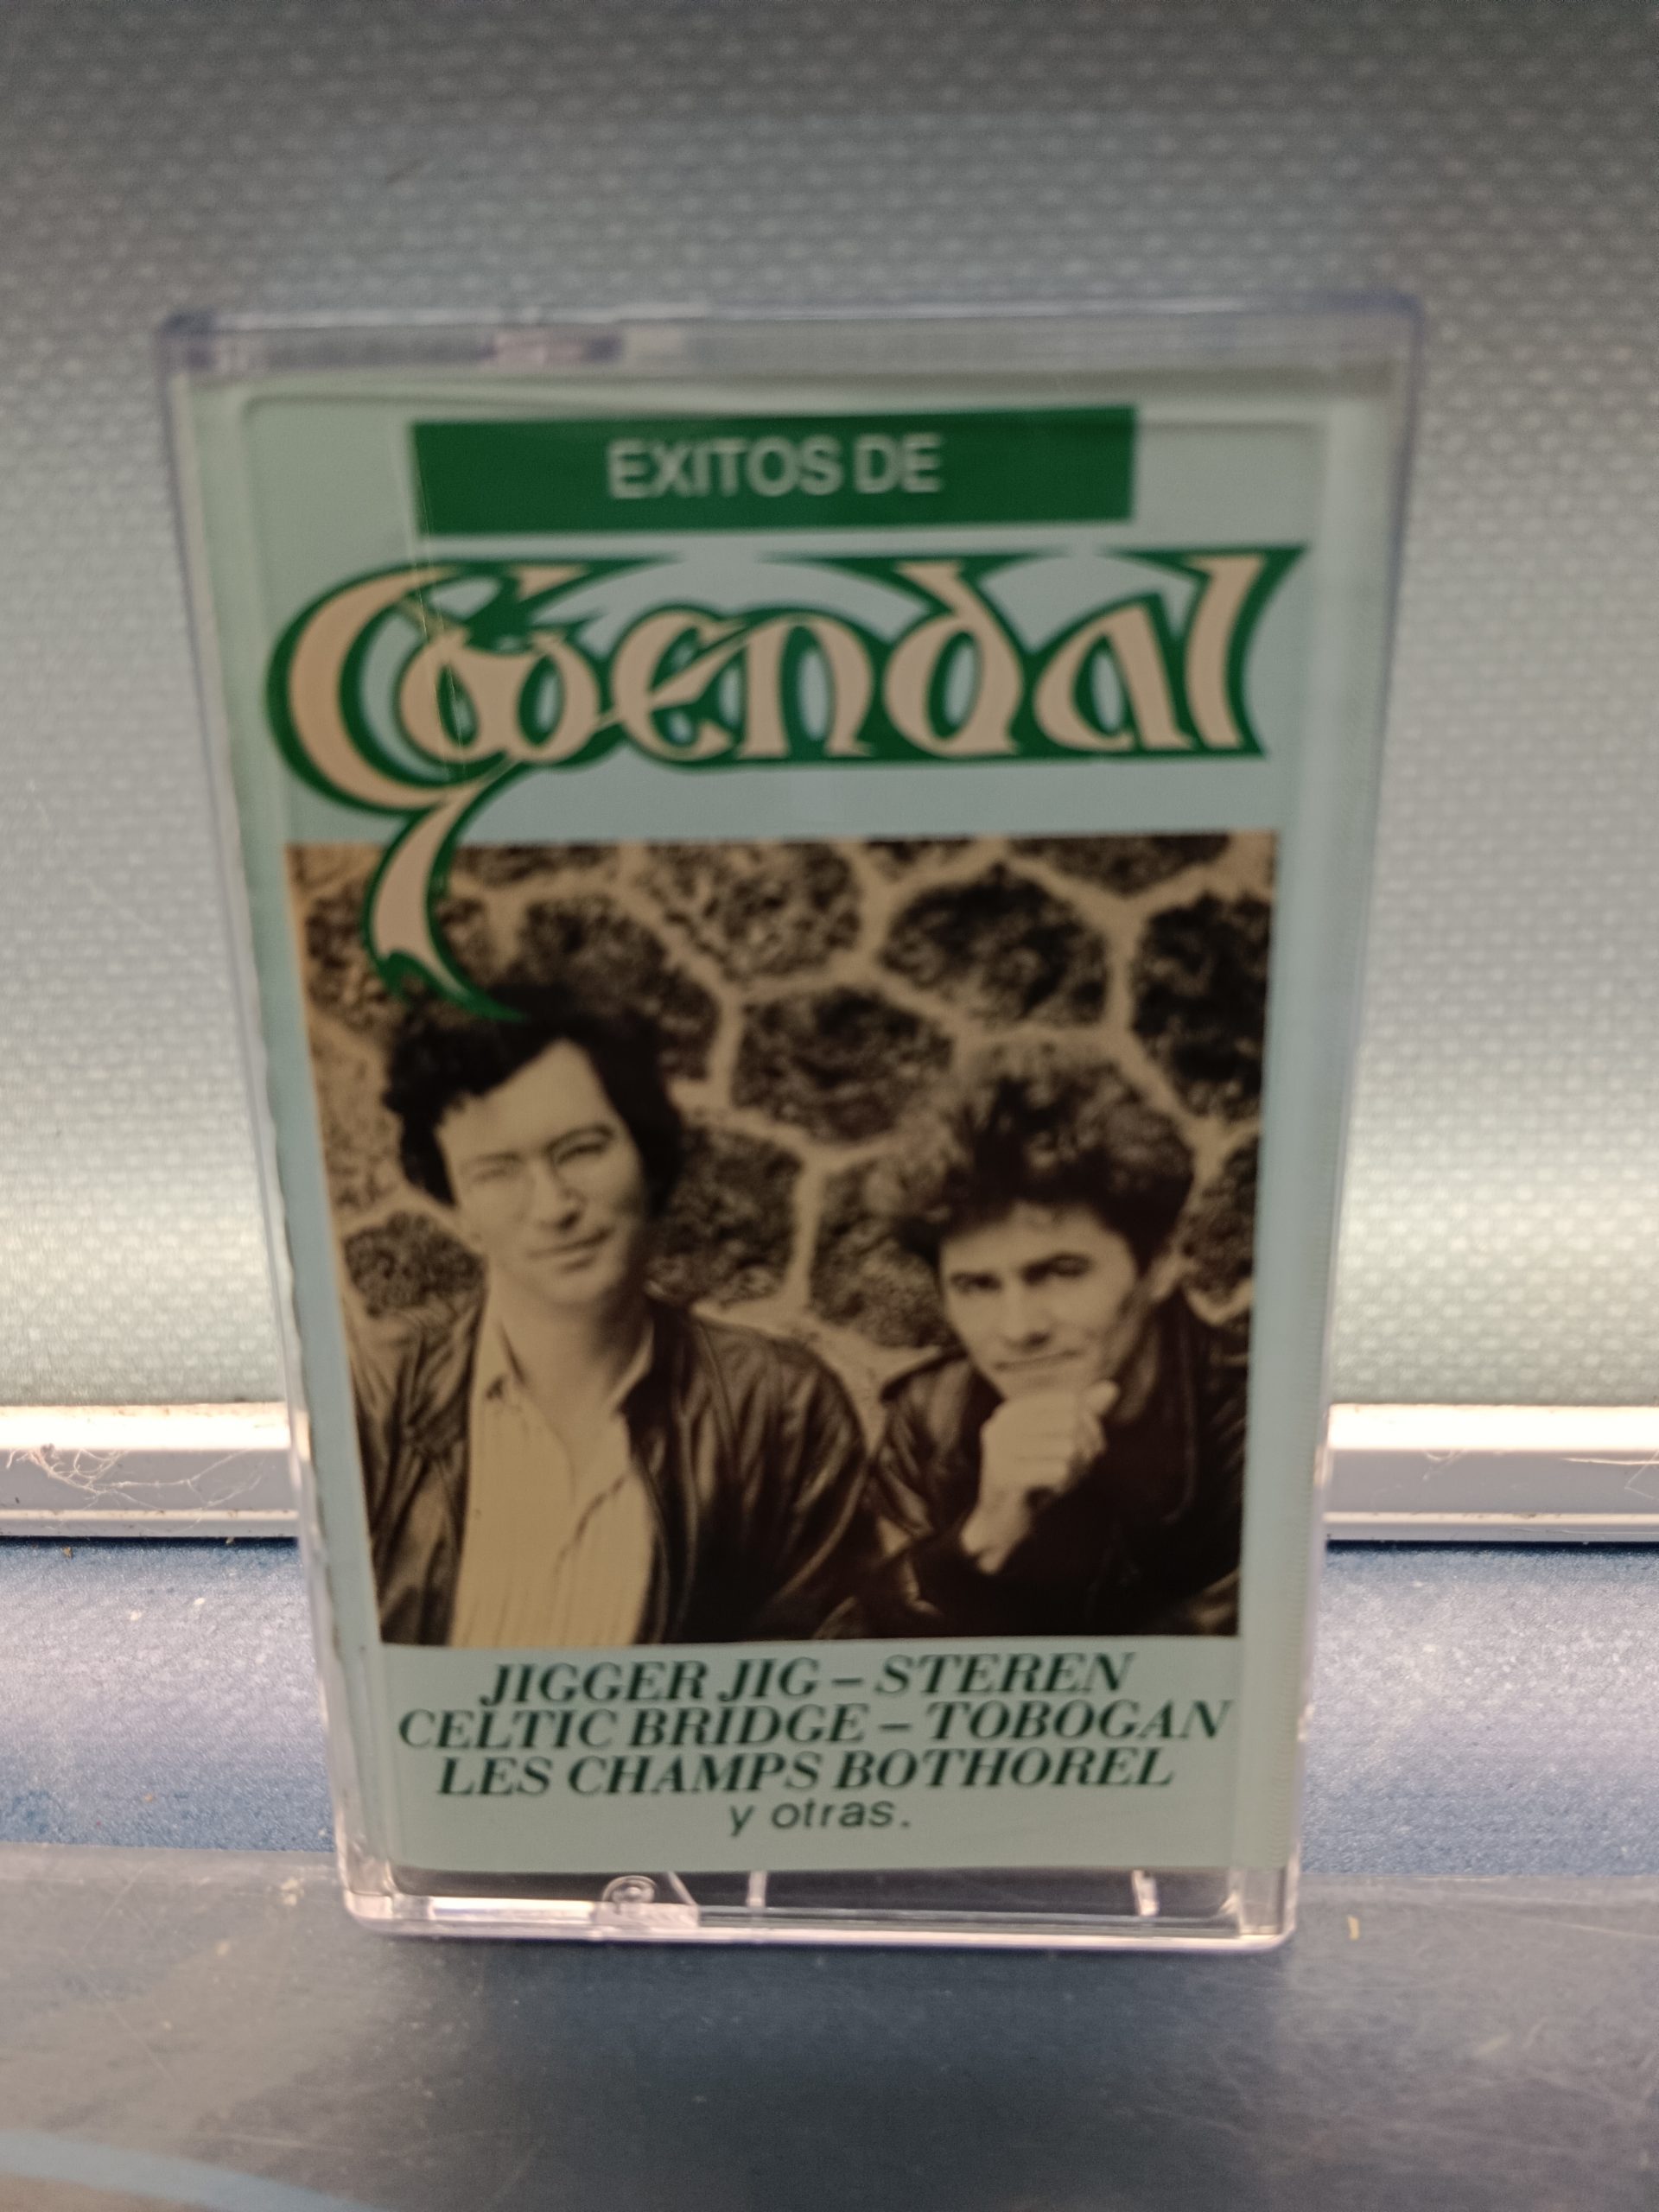 EXITOS DE
Gwendal
JIGGER JIG – STEREN
CELTIC BRIDGE – TOBOGAN
LES CHAMPS BOTHOREL
y otras.